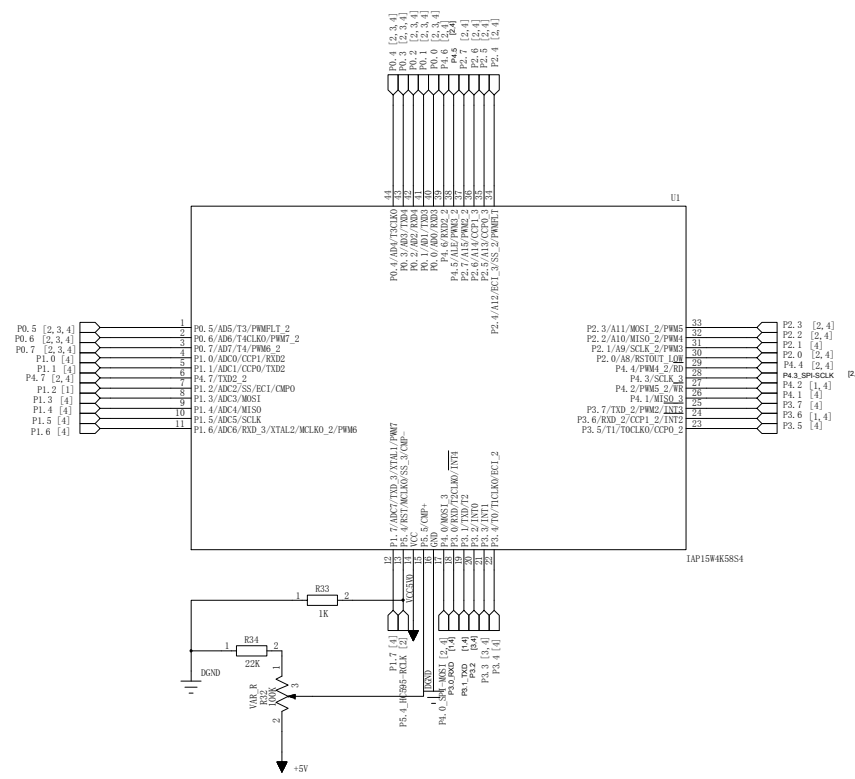 P0.4 [2,3,4]
P0.3 [2,3,4]
P0.2 [2,3,4]
P0.1 [2,3,4]
P0.0 [2,3,4]
P4.6 [2,4]
P4.5 [2,4]
P2.7 [2,4]
P2.6 [2,4]
P2.5 [2,4]
P2.4 [2,4]
44
43
42
41
40
39
38
37
36
35
34
U1
P0.4/AD4/T3CLKO
P0.3/AD3/TXD4
P0.2/AD2/RXD4
P0.1/AD1/TXD3
P0.0/AD0/RXD3
P4.6/RXD2_2
P4.5/ALE/PWM3_2
P2.7/A15/PWM2_2
P2.6/A14/CCP1_3
P2.5/A13/CCP0_3
P2.4/A12/ECI_3/SS_2/PWMFLT
P0.5 [2,3,4] 1 P0.5/AD5/T3/PWMFLT_2
P0.6 [2,3,4] 2 P0.6/AD6/T4CLKO/PWM7_2
P0.7 [2,3,4] 3 P0.7/AD7/T4/PWM6_2
P1.0 [4] 4 P1.0/ADC0/CCP1/RXD2
P1.1 [4] 5 P1.1/ADC1/CCP0/TXD2
P4.7 [2,4] 6 P4.7/TXD2_2
P1.2 [1] 7 P1.2/ADC2/SS/ECI/CMPO
P1.3 [4] 8 P1.3/ADC3/MOSI
P1.4 [4] 9 P1.4/ADC4/MISO
P1.5 [4] 10 P1.5/ADC5/SCLK
P1.6 [4] 11 P1.6/ADC6/RXD_3/XTAL2/MCLKO_2/PWM6
P2.3/A11/MOSI_2/PWM5 33 P2.3 [2,4]
P2.2/A10/MISO_2/PWM4 32 P2.2 [2,4]
P2.1/A9/SCLK_2/PWM3 31 P2.1 [4]
P2.0/A8/RSTOUT_LOW 30 P2.0 [2,4]
P4.4/PWM4_2/RD 29 P4.4 [2,4]
P4.3/SCLK_3 28 P4.3_SPI-SCLK [2,
P4.2/PWM5_2/WR 27 P4.2 [1,4]
P4.1/MISO_3 26 P4.1 [4]
P3.7/TXD_2/PWM2/INT3 25 P3.7 [4]
P3.6/RXD_2/CCP1_2/INT2 24 P3.6 [1,4]
P3.5/T1/T0CLKO/CCPO_2 23 P3.5 [4]
P1.7/ADC7/TXD_3/XTAL1/PWM7
P5.4/RST/MCLKO/SS_3/CMP-
VCC
P5.5/CMP+
GND
P4.0/MOSI_3
P3.0/RXD/T2CLKO/INT4
P3.1/TXD/T2
P3.2/INT0
P3.3/INT1
P3.4/T0/T1CLKO/ECI_2
IAP15W4K58S4
12
13
14
15
16
17
18
19
20
21
22
VCC5V0
P1.7 [4]
P5.4_HC595-RCLK [2]
DGND
P4.0_SPI-MOSI [2,4]
P3.0_RXD [1,4]
P3.1_TXD [1,4]
P3.2 [3,4]
P3.3 [3,4]
P3.4 [4]
1 R33 2
1K
1 R34 2
22K
DGND
1
3
VAR_R
R32
100K
2
+5V